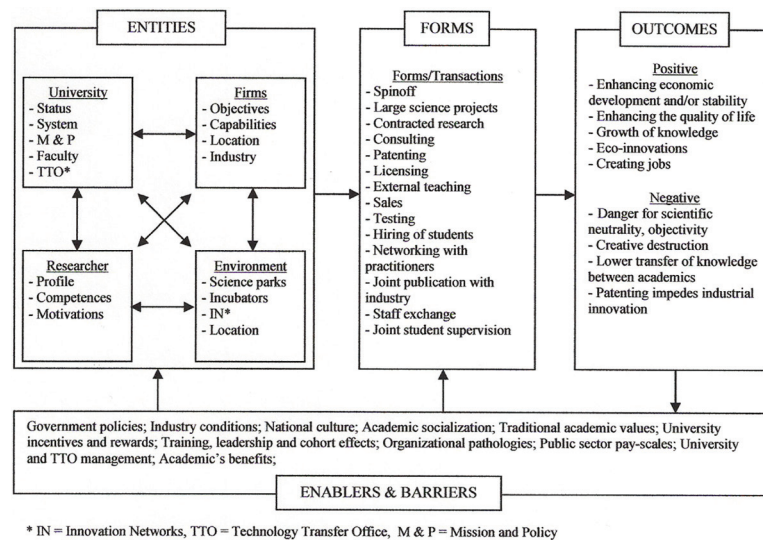 ENTITIES
University
- Status
- System
- M & P
- Faculty
- TTO*
Firms
- Objectives
- Capabilities
- Location
- Industry
Researcher
- Profile
- Competences
- Motivations
Environment
- Science parks
- Incubators
- IN*
- Location
FORMS
Forms/Transactions
- Spinoff
- Large science projects
- Contracted research
- Consulting
- Patenting
- Licensing
- External teaching
- Sales
- Testing
- Hiring of students
- Networking with
practitioners
- Joint publication with
industry
- Staff exchange
- Joint student supervision
OUTCOMES
Positive
- Enhancing economic
development and/or stability
- Enhancing the quality of life
- Growth of knowledge
- Eco-innovations
- Creating jobs
Negative
- Danger for scientific
neutrality, objectivity
- Creative destruction
- Lower transfer of knowledge
between academics
- Patenting impedes industrial
innovation
Government policies; Industry conditions; National culture; Academic socialization; Traditional academic values; University
incentives and rewards; Training, leadership and cohort effects; Organizational pathologies; Public sector pay-scales; University
and TTO management; Academic's benefits;
ENABLERS & BARRIERS
* IN = Innovation Networks, TTO = Technology Transfer Office, M & P = Mission and Policy